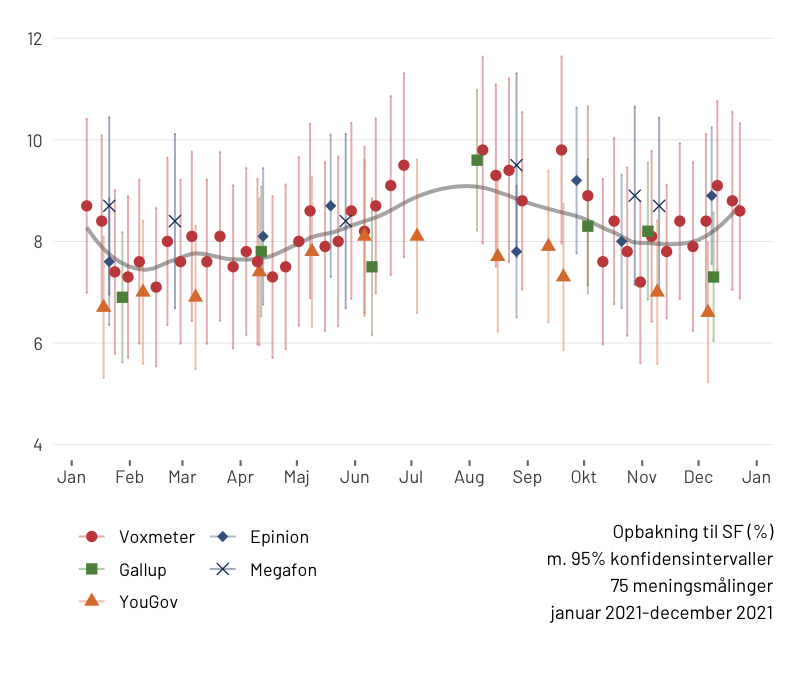 12
10
8
6
4
Jan Feb Mar Apr Maj Jun Jul Aug Sep Okt Nov Dec Jan
Voxmeter Epinion
Gallup Megafon
YouGov
Opbakning til SF (%)
m. 95% konfidensintervaller
75 meningsmålinger
januar 2021-december 2021